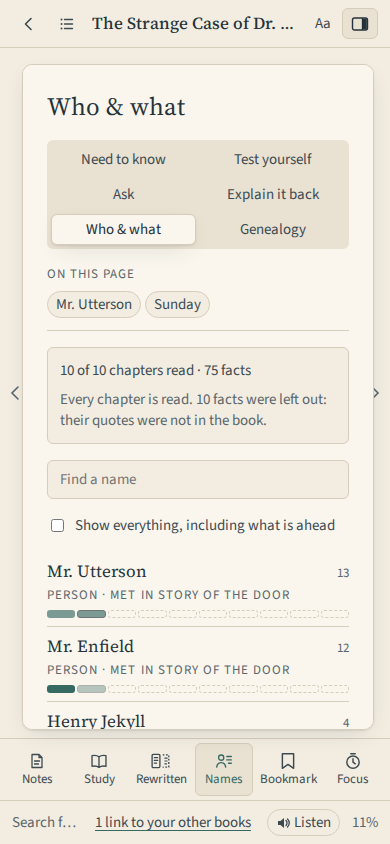 The Strange Case of Dr. ...
Aa
Who & what
Need to know
Test yourself
Ask
Explain it back
Who & what
Genealogy
ON THIS PAGE
Mr. Utterson
Sunday
10 of 10 chapters read · 75 facts
Every chapter is read. 10 facts were left out:
their quotes were not in the book.
Find a name
Show everything, including what is ahead
Mr. Utterson
13
PERSON · MET IN STORY OF THE DOOR
Mr. Enfield
12
PERSON · MET IN STORY OF THE DOOR
Henry Jekyll
4
Notes
Study
Rewritten
Names
Bookmark
Focus
Search f...
1 link to your other books
Listen
11%